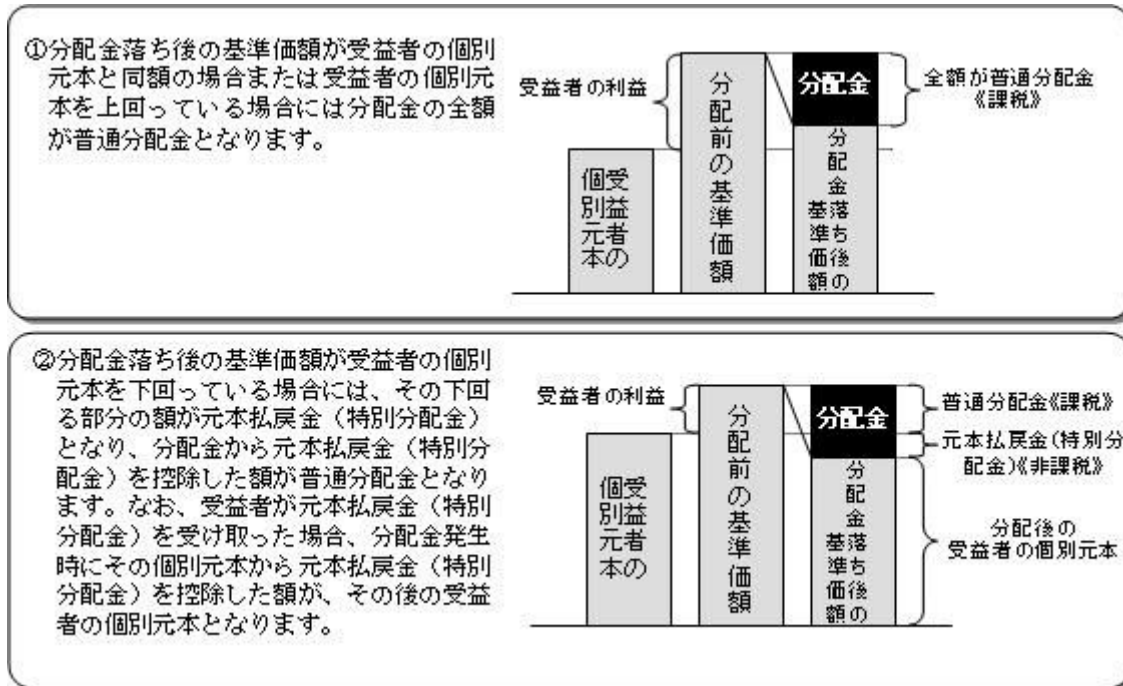 ①分配金落ち後の基準価額が受益者の個別
元本と同額の場合または受益者の個別元
本を上回っている場合には分配金の全額
が普通分配金となります。
受益者の利益
受益者の
個別元本
分配前の基準価額
分配金
分配金落ち後の
基準価額
全額が普通分配金
《課税》
②分配金落ち後の基準価額が受益者の個別
元本を下回っている場合には、その下回
る部分の額が元本払戻金（特別分配金）
となり、分配金から元本払戻金（特別分
配金）を控除した額が普通分配金となり
ます。なお、受益者が元本払戻金（特別
分配金）を受け取った場合、分配金発生
時にその個別元本から元本払戻金（特別
分配金）を控除した額が、その後の受益
者の個別元本となります。
受益者の利益
受益者の
個別元本
分配前の基準価額
分配金
分配金落ち後の
基準価額
普通分配金《課税》
元本払戻金(特別分
配金)《非課税》
分配後の
受益者の個別元本